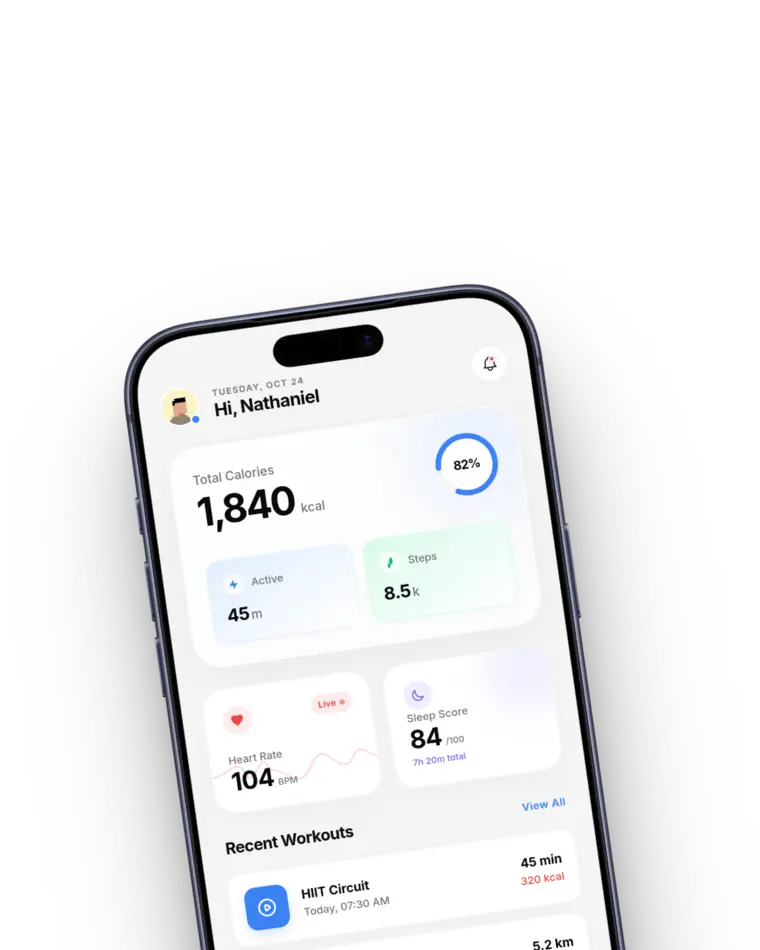 TUESDAY, OCT 24
Hi, Nathaniel
Total Calories
1,840 kcal
82%
Active
45 m
Steps
8.5 k
Live
Heart Rate
104 BPM
Sleep Score
84 /100
7h 20m total
Recent Workouts
View All
HIIT Circuit
Today, 07:30 AM
45 min
320 kcal
5.2 km